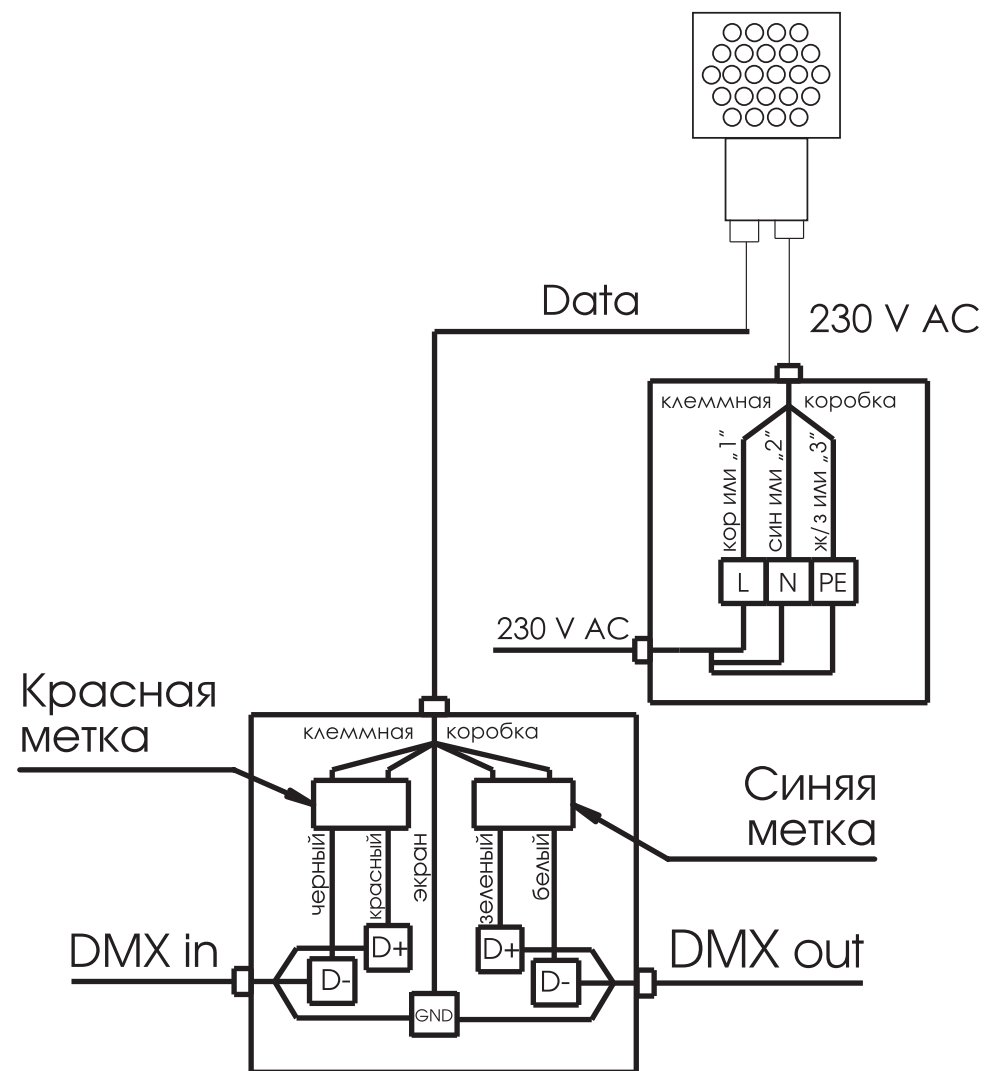 Data
230 V AC
клеммная коробка
кор или „1”
син или „2”
ж/з или „3”
L N PE
230 V AC
Красная
метка
клеммная коробка
Синяя
метка
черный
красный
экран
зеленый
белый
DMX in
D+
D-
GND
D+
D-
DMX out